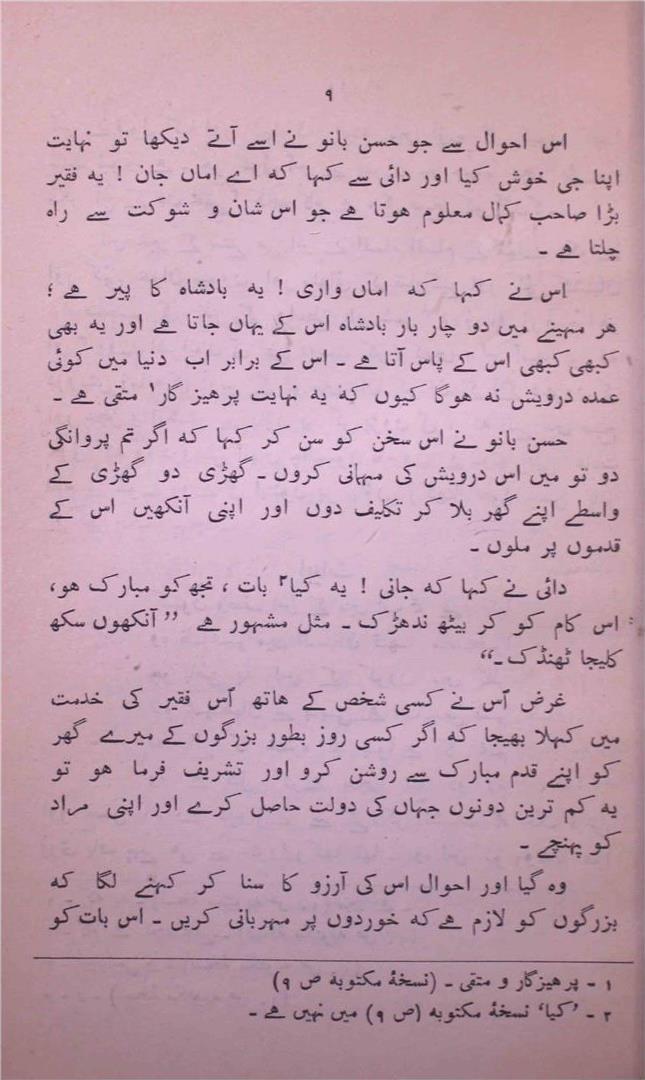 ۹
اس احوال سے جو حسن بانو نے اسے آتے دیکھا تو نہایت
اپنا جی خوش کیا اور دائی سے کہا کہ اے اماں جان ! یہ فقیر
بڑا صاحب کمال معلوم ہوتا ہے جو اس شان و شوکت سے راہ
چلتا ہے ۔
اس نے کہا کہ اماں واری ! یہ بادشاہ کا پیر ہے ؛
ہر مہینے میں دو چار بار بادشاہ اس کے یہاں جاتا ہے اور یہ بھی
کبھی کبھی اس کے پاس آتا ہے ۔ اس کے برابر اب دنیا میں کوئی
عمدہ درویش نہ ہوگا کیوں کہ یہ نہایت پرہیز گار۱ متقی ہے ۔
حسن بانو نے اس سخن کو سن کر کہا کہ اگر تم پروانگی
دو تو میں اس درویش کی مہمانی کروں ۔ گھڑی دو گھڑی کے
واسطے اپنے گھر بلا کر تکلیف دوں اور اپنی آنکھیں اس کے
قدموں پر ملوں ۔
دائی نے کہا کہ جانی ! یہ کیا۲ بات ، تجھ کو مبارک ہو،
اس کام کو کر بیٹھ ندھڑک ۔ مثل مشہور ہے ”آنکھوں سکھ
کلیجا ٹھنڈک ۔“
غرض اُس نے کسی شخص کے ہاتھ اُس فقیر کی خدمت
میں کہلا بھیجا کہ اگر کسی روز بطور بزرگوں کے میرے گھر
کو اپنے قدم مبارک سے روشن کرو اور تشریف فرما ہو تو
یہ کم ترین دونوں جہاں کی دولت حاصل کرے اور اپنی مراد
کو پہنچے ۔
وہ گیا اور احوال اس کی آرزو کا سنا کر کہنے لگا کہ
بزرگوں کو لازم ہے کہ خوردوں پر مہربانی کریں ۔ اس بات کو
۱ ۔ پرہیزگار و متقی ۔ (نسخۂ مکتوبہ ص ۹)
۲ ۔ ’کیا‘ نسخۂ مکتوبہ (ص ۹) میں نہیں ہے ۔